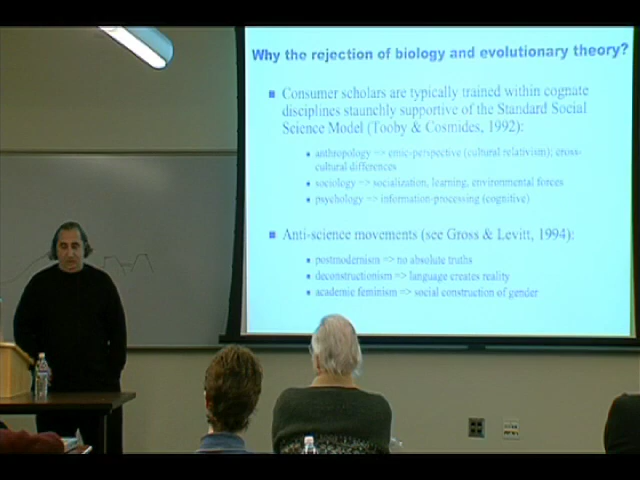 Why the rejection of biology and evolutionary theory?
Consumer scholars are typically trained within cognate
disciplines staunchly supportive of the Standard Social
Science Model (Tooby & Cosmides, 1992):
anthropology => emic-perspective (cultural relativism); cross-
cultural differences
sociology => socialization, learning, environmental forces
psychology => information-processing (cognitive)
Anti-science movements (see Gross & Levitt, 1994):
postmodernism => no absolute truths
deconstructionism => language creates reality
academic feminism => social construction of gender